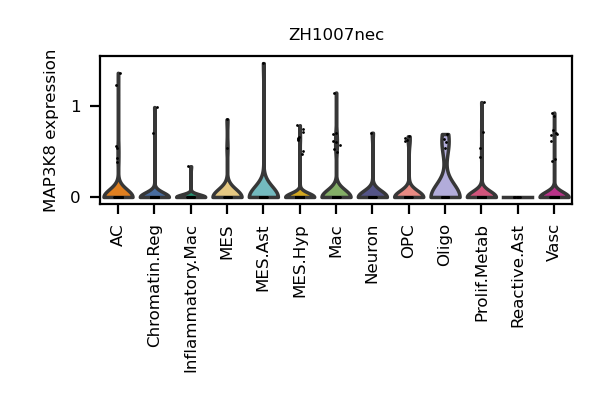 ZH1007nec
MAP3K8 expression
1
0
AC
Chromatin.Reg
Inflammatory.Mac
MES
MES.Ast
MES.Hyp
Mac
Neuron
OPC
Oligo
Prolif.Metab
Reactive.Ast
Vasc